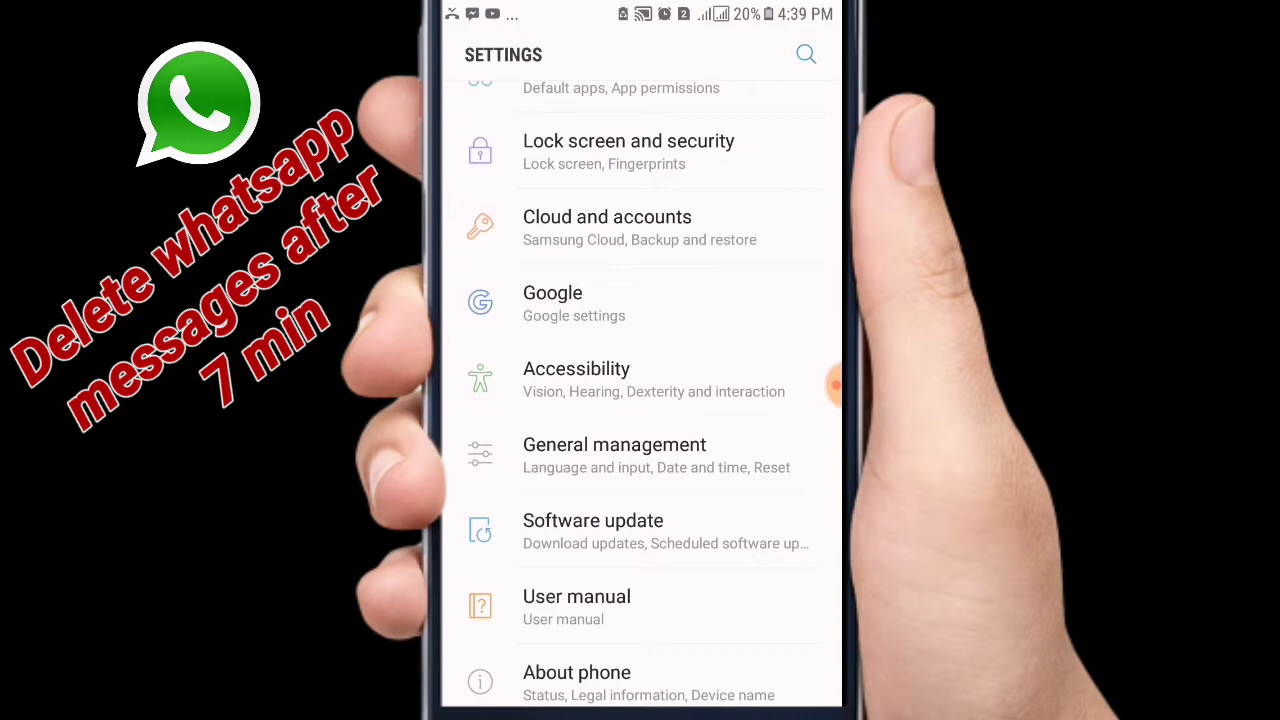 ... 2 20% 4:39 PM
SETTINGS
Default apps, App permissions
Lock screen and security
Lock screen, Fingerprints
Cloud and accounts
Samsung Cloud, Backup and restore
Google
Google settings
Accessibility
Vision, Hearing, Dexterity and interaction
General management
Language and input, Date and time, Reset
Software update
Download updates, Scheduled software up...
User manual
User manual
About phone
Status, Legal information, Device name
Delete whatsapp
messages after
7 min